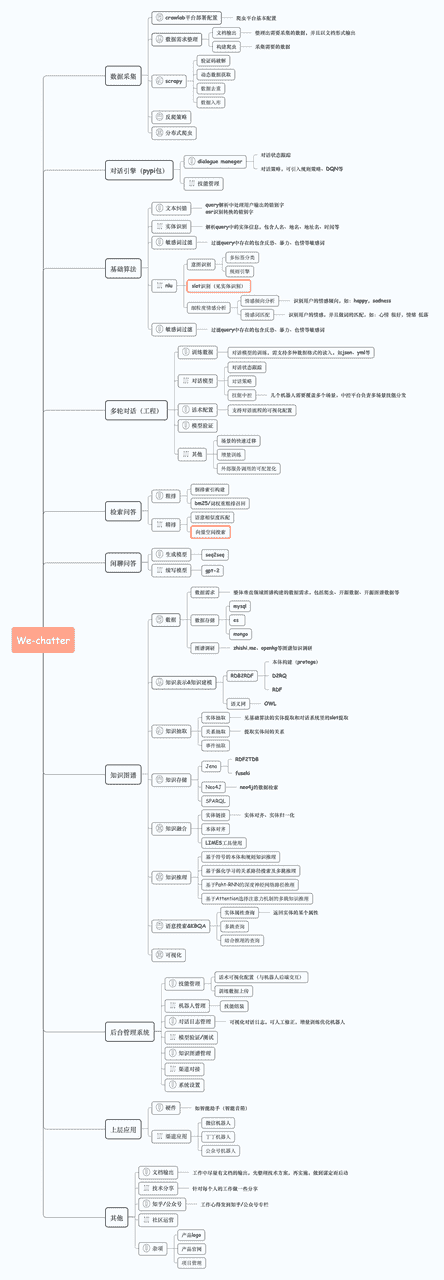 We-chatter
数据采集
crawlab平台部署配置
爬虫平台基本配置
数据需求整理
文档输出
整理出需要采集的数据，并且以文档形式输出
构建爬虫
采集需要的数据
scrapy
验证码破解
动态数据获取
数据去重
数据入库
反爬策略
分布式爬虫
对话引擎（pypi包）
dialogue manager
对话状态跟踪
对话策略，可引入规则策略、DQN等
技能管理
基础算法
文本纠错
query解析中处理用户输出的错别字
asr识别转换的错别字
实体识别
解析query中的实体信息，包含人名、地名、地址名、时间等
敏感词过滤
过滤query中存在的包含反恐、暴力、色情等敏感词
nlu
意图识别
多标签分类
规则引擎
slot识别（见实体识别）
细粒度情感分析
情感倾向分析
识别用户的情感倾向，如：happy、sadness
情感词匹配
识别用户的情感，并且做词的匹配，如：心情 很好，情绪 低落
敏感词过滤
过滤query中存在的包含反恐、暴力、色情等敏感词
多轮对话（工程）
训练数据
对话模型的训练，需支持多种数据格式的读入，如json、yml等
对话模型
对话状态跟踪
对话策略
技能中控
几个机器人需要覆盖多个场景，中控平台负责多场景技能分发
话术配置
支持对话流程的可视化配置
模型验证
其他
场景的快速迁移
增量训练
外部服务调用的可配置化
检索问答
粗排
倒排索引构建
bm25/词权重粗排召回
精排
语意相似度匹配
向量空间搜索
闲聊问答
生成模型
seq2seq
续写模型
gpt-2
知识图谱
数据
数据需求
整体垂直领域图谱构建的数据需求，包括爬虫、开源数据、开源图谱数据等
数据存储
mysql
es
mongo
图谱调研
zhishi.me、openkg等图谱知识调研
知识表示&知识建模
RDB2RDF
本体构建（protege）
D2RQ
RDF
语义网
OWL
知识抽取
实体抽取
见基础算法的实体提取和对话系统里的slot提取
关系抽取
提取实体间的关系
事件抽取
知识存储
Jena
RDF2TDB
Fuseki
Neo4J
neo4j的数据检索
SPARQL
知识融合
实体链接
实体对齐、实体归一化
本体对齐
LIMES工具使用
知识推理
基于符号的本体和规则知识推理
基于强化学习的关系路径搜索及多跳推理
基于Path-RNN的深度神经网络路径推理
基于Attention选择注意力机制的多跳知识推理
语意搜索&KBQA
实体属性查询
返回实体的某个属性
多跳查询
结合推理的查询
可视化
后台管理系统
技能管理
话术可视化配置（与机器人后端交互）
训练数据上传
机器人管理
技能组装
对话日志管理
可视化对话日志，可人工修正，增量训练优化机器人
模型验证/测试
知识图谱管理
渠道对接
系统设置
上层应用
硬件
如智能助手（智能音箱）
渠道应用
微信机器人
丁丁机器人
公众号机器人
其他
文档输出
工作中尽量有文档的输出，先整理技术方案，再实施，做到谋定而后动
技术分享
针对每个人的工作做一些分享
知乎/公众号
工作心得发到知乎/公众号专栏
社区运营
杂项
产品logo
产品官网
项目管理